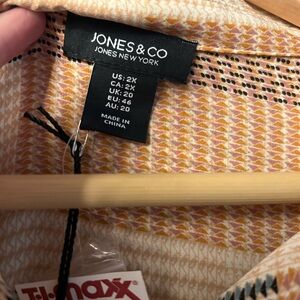 JONES & CO
JONES NEW YORK
US: 2X
CA: 2X
UK: 20
EU: 46
AU: 20
MADE IN
CHINA
T.J.maxx